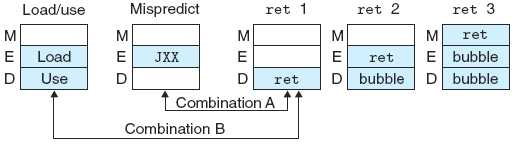 Load/use Mispredict ret 1 ret 2 ret 3
M M M M M ret
E Load E JXX E E ret E bubble
D Use D D ret D bubble D bubble
Combination A
Combination B